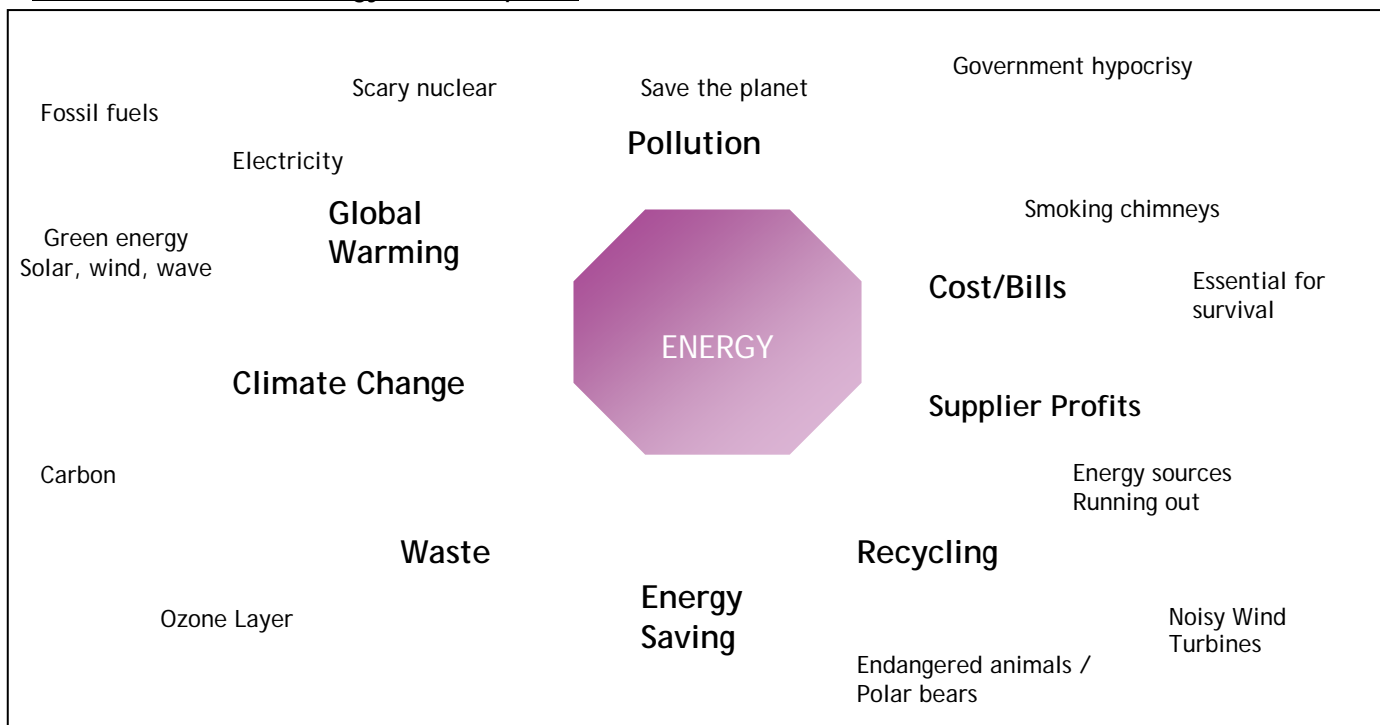 Government hypocrisy
Scary nuclear
Save the planet
Fossil fuels
Pollution
Electricity
Global
Warming
Smoking chimneys
Green energy
Solar, wind, wave
Cost/Bills
Essential for
survival
ENERGY
Climate Change
Supplier Profits
Carbon
Energy sources
Running out
Waste
Recycling
Energy
Saving
Ozone Layer
Noisy Wind
Turbines
Endangered animals /
Polar bears